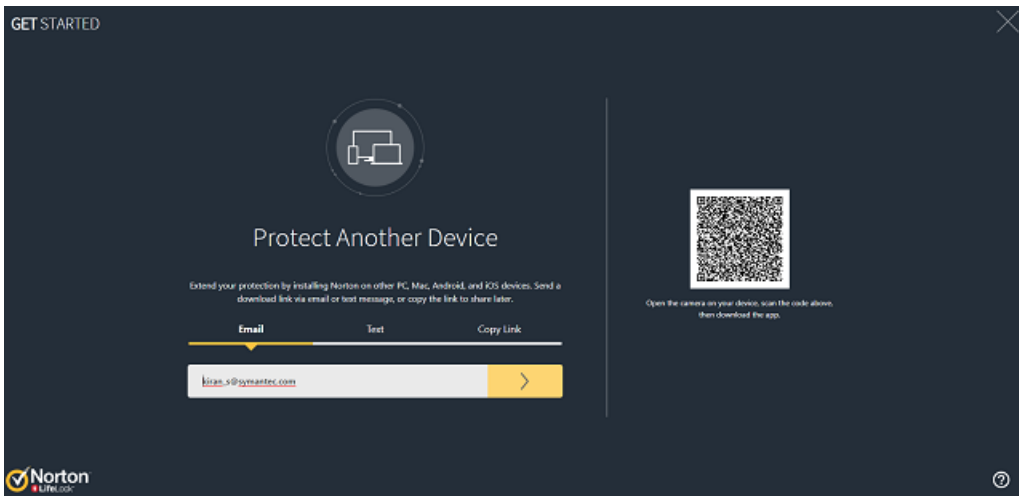 GET STARTED
Protect Another Device
Extend your protection by installing Norton on other PC, Mac, Android, and iOS devices. Send a
download link via email or text message, or copy the link to share later.
Email
Text
Copy Link
kiran_s@symantec.com
Open the camera on your device, scan the code above,
then download the app.
Norton
LifeLock
?